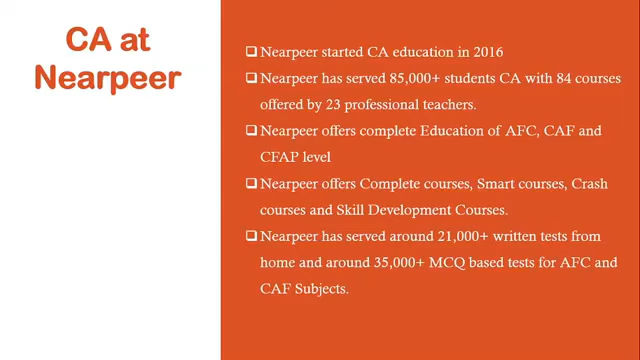 CA at
Nearpeer
Nearpeer started CA education in 2016
Nearpeer has served 85,000+ students CA with 84 courses
offered by 23 professional teachers.
Nearpeer offers complete Education of AFC, CAF and
CFAP level
Nearpeer offers Complete courses, Smart courses, Crash
courses and Skill Development Courses.
Nearpeer has served around 21,000+ written tests from
home and around 35,000+ MCQ based tests for AFC and
CAF Subjects.